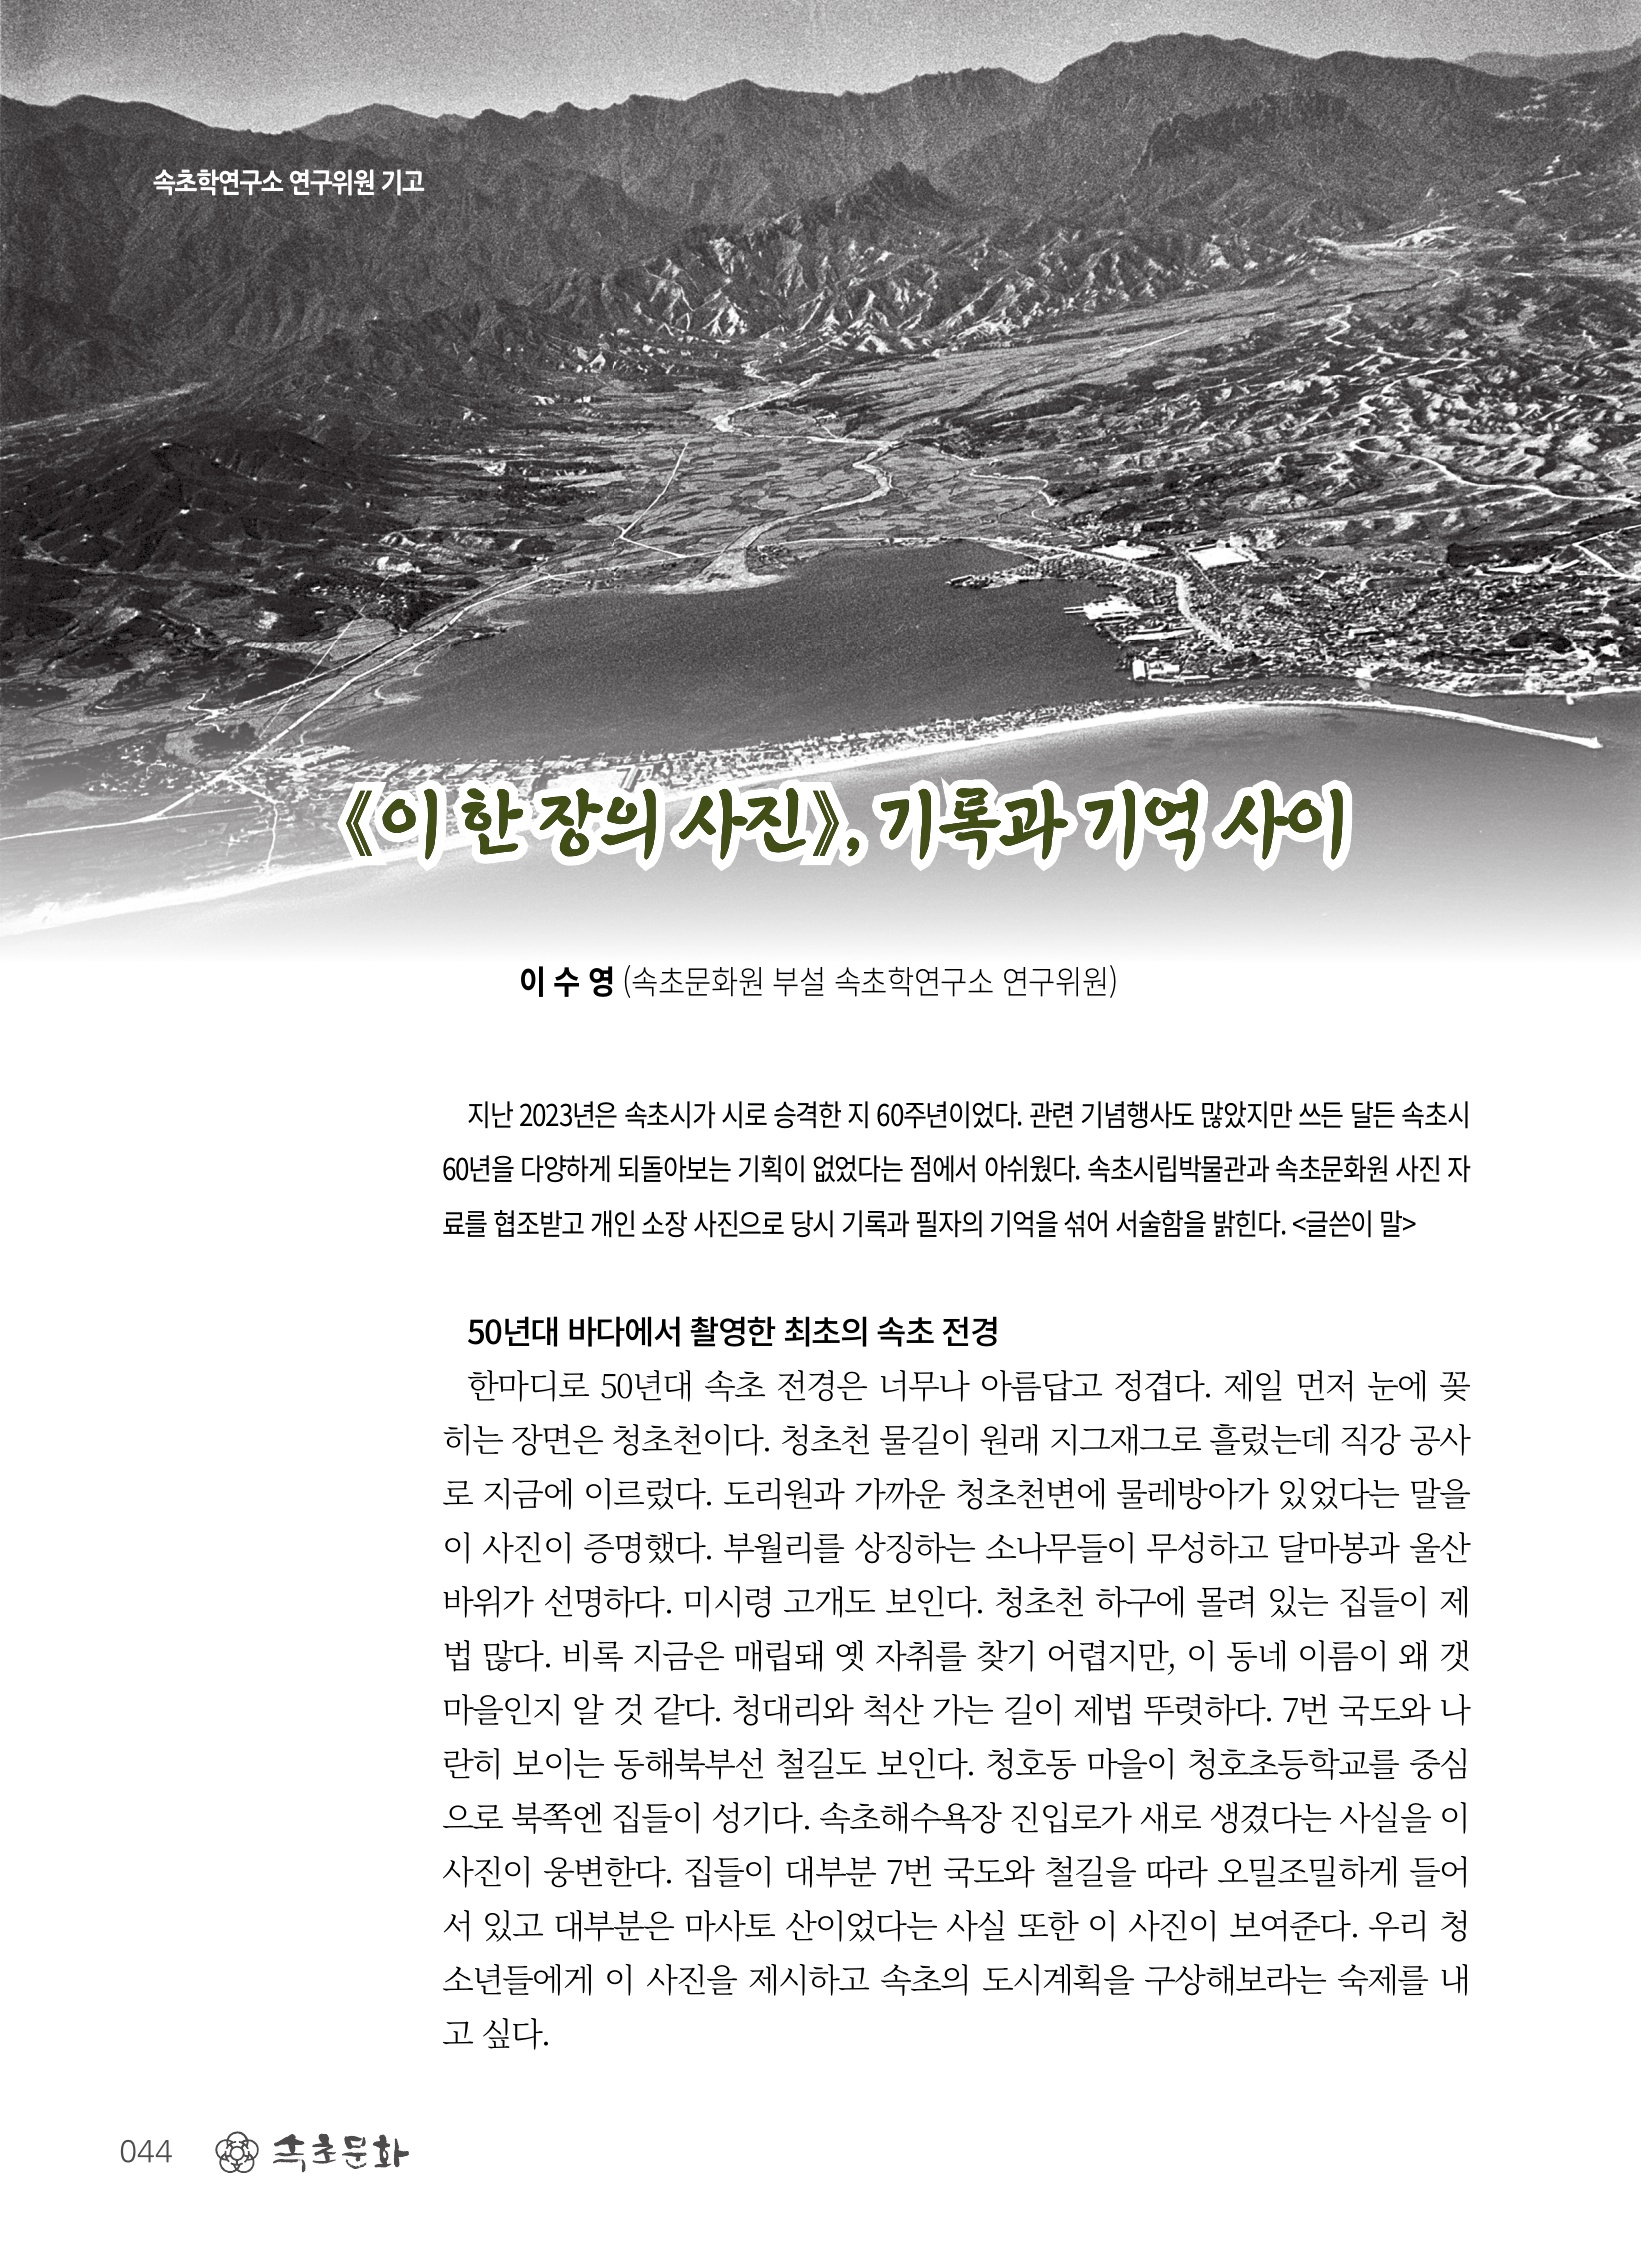 속초학연구소 연구위원 기고
《이 한 장의 사진》, 기록과 기억 사이
이 수 영 (속초문화원 부설 속초학연구소 연구위원)
지난 2023년은 속초시가 시로 승격한 지 60주년이었다. 관련 기념행사도 많았지만 쓰든 달든 속초시
60년을 다양하게 되돌아보는 기획이 없었다는 점에서 아쉬웠다. 속초시립박물관과 속초문화원 사진 자
료를 협조받고 개인 소장 사진으로 당시 기록과 필자의 기억을 섞어 서술함을 밝힌다. <글쓴이 말>
50년대 바다에서 촬영한 최초의 속초 전경
한마디로 50년대 속초 전경은 너무나 아름답고 정겹다. 제일 먼저 눈에 꽂
히는 장면은 청초천이다. 청초천 물길이 원래 지그재그로 흘렀는데 직강 공사
로 지금에 이르렀다. 도리원과 가까운 청초천변에 물레방아가 있었다는 말을
이 사진이 증명했다. 부월리를 상징하는 소나무들이 무성하고 달마봉과 울산
바위가 선명하다. 미시령 고개도 보인다. 청초천 하구에 몰려 있는 집들이 제
법 많다. 비록 지금은 매립돼 옛 자취를 찾기 어렵지만, 이 동네 이름이 왜 갯
마을인지 알 것 같다. 청대리와 척산 가는 길이 제법 뚜렷하다. 7번 국도와 나
란히 보이는 동해북부선 철길도 보인다. 청호동 마을이 청호초등학교를 중심
으로 북쪽엔 집들이 성기다. 속초해수욕장 진입로가 새로 생겼다는 사실을 이
사진이 웅변한다. 집들이 대부분 7번 국도와 철길을 따라 오밀조밀하게 들어
서 있고 대부분은 마사토 산이었다는 사실 또한 이 사진이 보여준다. 우리 청
소년들에게 이 사진을 제시하고 속초의 도시계획을 구상해보라는 숙제를 내
고 싶다.
044 속초문화